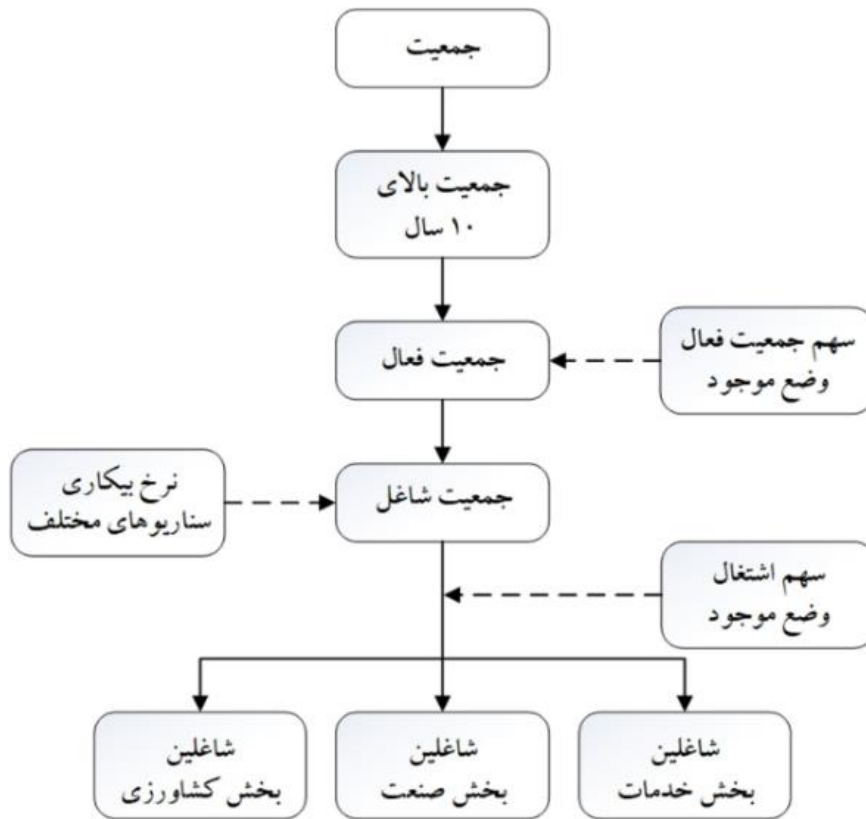 جمعیت
جمعیت بالای
۱۰ سال
جمعیت فعال
سهم جمعیت فعال
وضع موجود
جمعیت شاغل
نرخ بیکاری
سناریوهای مختلف
سهم اشتغال
وضع موجود
شاغلین
بخش خدمات
شاغلین
بخش صنعت
شاغلین
بخش کشاورزی